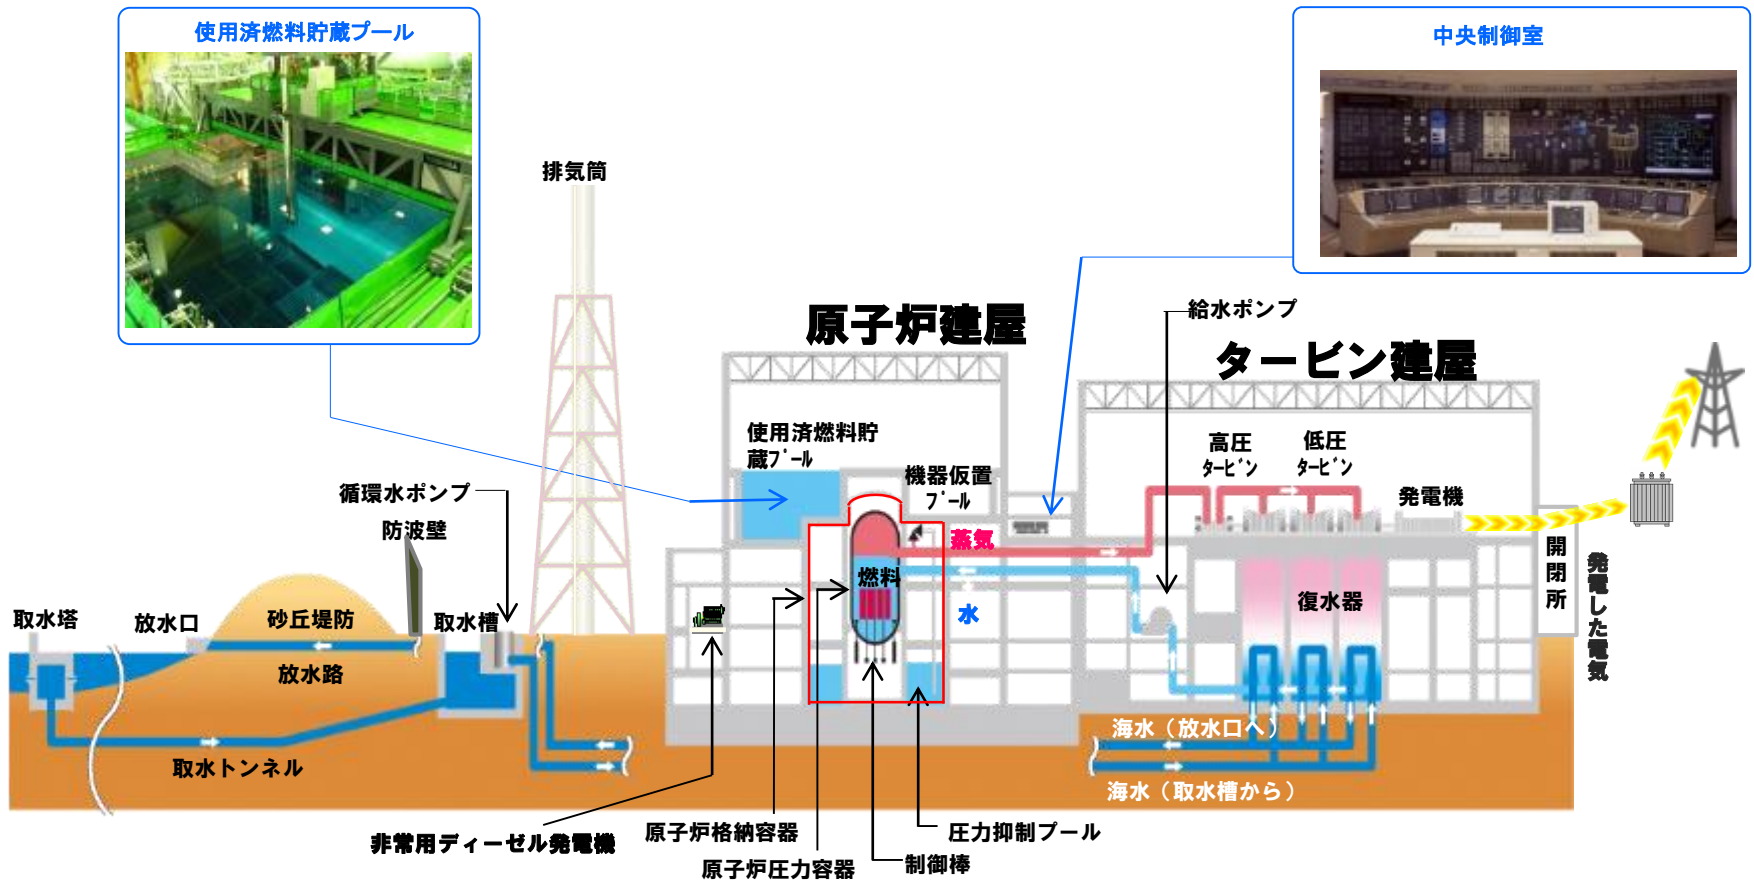 使用済燃料貯蔵プール
中央制御室
排気筒
原子炉建屋
給水ポンプ
タービン建屋
使用済燃料貯
蔵プール
機器仮置
プール
高圧
タービン
低圧
タービン
発電機
循環水ポンプ
防波壁
蒸気
燃料
水
開閉所
発電した電気
復水器
取水塔
放水口
砂丘堤防
取水槽
放水路
取水トンネル
海水（放水口へ）
海水（取水槽から）
非常用ディーゼル発電機
原子炉格納容器
原子炉圧力容器
制御棒
圧力抑制プール